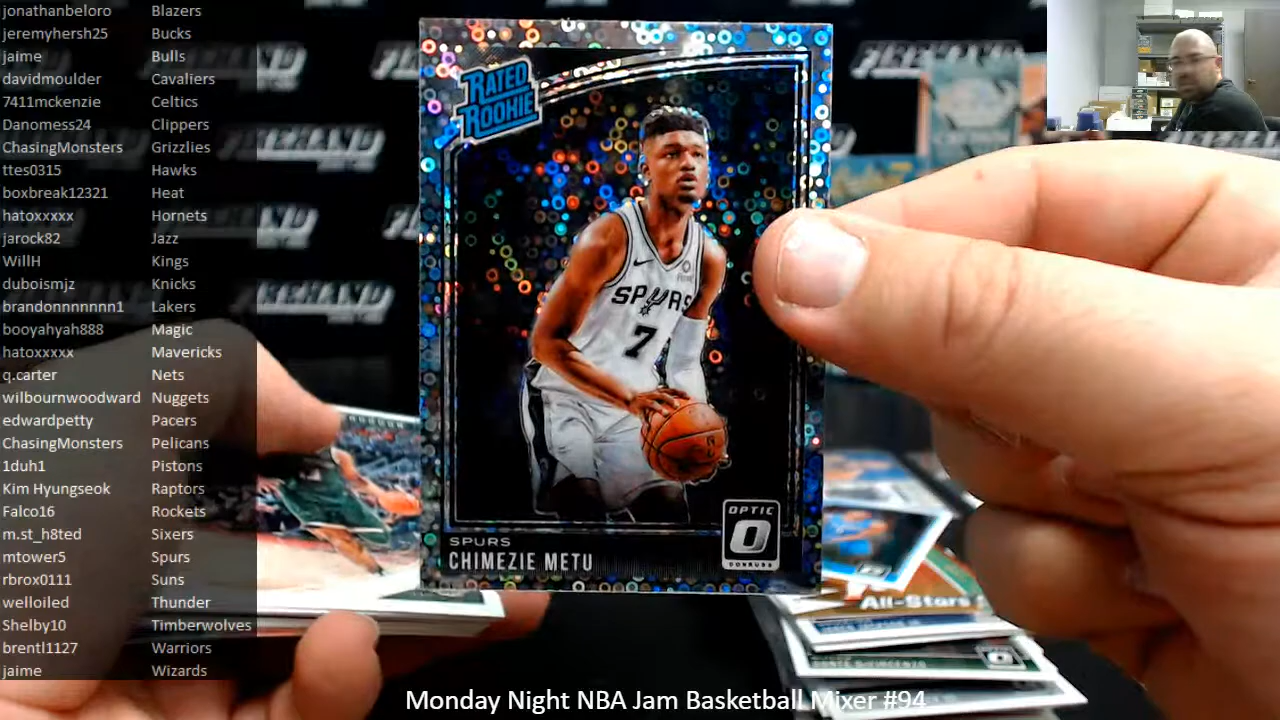 jonathanbeloro Blazers
jeremyhersh25 Bucks
jaime Bulls
davidmoulder Cavaliers
7411mckenzie Celtics
Danomess24 Clippers
ChasingMonsters Grizzlies
ttes0315 Hawks
boxbreak12321 Heat
hatoxxxxx Hornets
jarock82 Jazz
WillH Kings
duboismjz Knicks
brandonnnnnnn1 Lakers
booyahyah888 Magic
hatoxxxxx Mavericks
q.carter Nets
wilbournwoodward Nuggets
edwardpetty Pacers
ChasingMonsters Pelicans
1duh1 Pistons
Kim Hyungseok Raptors
Falco16 Rockets
m.st_h8ted Sixers
mtower5 Spurs
rbrox0111 Suns
welloiled Thunder
Shelby10 Timberwolves
brentl1127 Warriors
jaime Wizards
RATED
ROOKIE
SPURS
7
OPTIC
DONRUSS
SPURS
CHIMEZIE METU
FIREHAND
All-Stars
DONTE DIVINCENZO
Monday Night NBA Jam Basketball Mixer #94